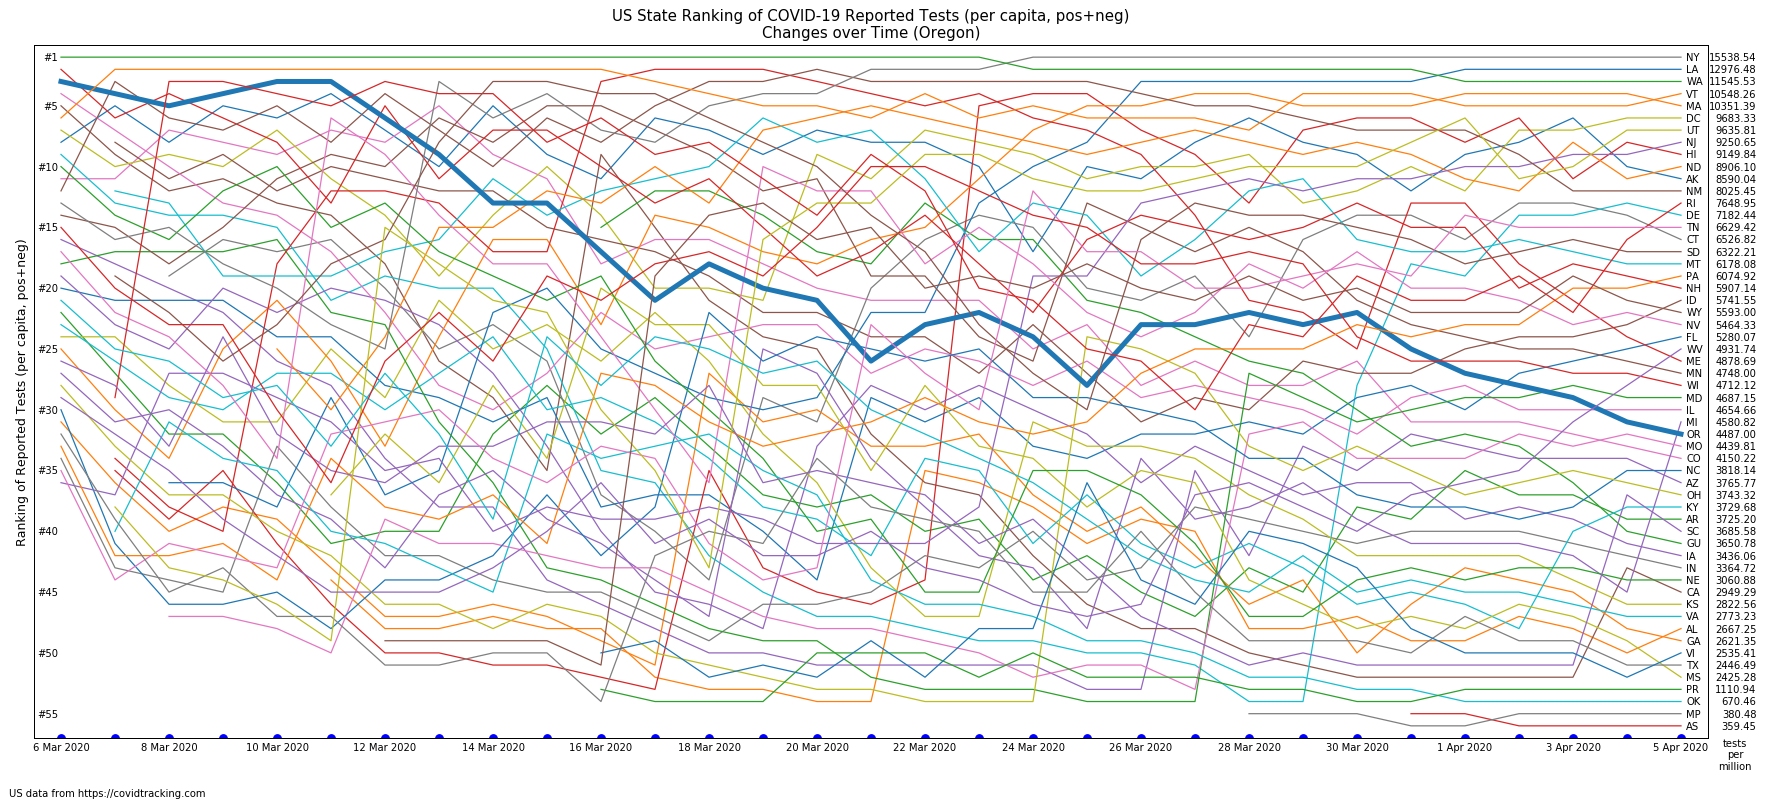 US State Ranking of COVID-19 Reported Tests (per capita, pos+neg)
Changes over Time (Oregon)
Ranking of Reported Tests (per capita, pos+neg)
#1
#5
#10
#15
#20
#25
#30
#35
#40
#45
#50
#55
NY 15538.54
LA 12976.48
WA 11545.53
VT 10548.26
MA 10351.39
DC 9683.33
UT 9635.81
NJ 9250.65
HI 9149.84
ND 8906.10
AK 8590.04
NM 8025.45
RI 7648.95
DE 7182.44
TN 6629.42
CT 6526.82
SD 6322.21
MT 6178.08
PA 6074.92
NH 5907.14
ID 5741.55
WY 5593.00
NV 5464.33
FL 5280.07
WV 4931.74
ME 4878.69
MN 4748.00
WI 4712.12
MD 4687.15
IL 4654.66
MI 4580.82
OR 4487.00
MO 4439.81
CO 4150.22
NC 3818.14
AZ 3765.77
OH 3743.32
KY 3729.68
AR 3725.20
SC 3685.58
GU 3650.78
IA 3436.06
IN 3364.72
NE 3060.88
CA 2949.29
KS 2822.56
VA 2773.23
AL 2667.25
GA 2621.35
VI 2535.41
TX 2446.49
MS 2425.28
PR 1110.94
OK 670.46
MP 380.48
AS 359.45
6 Mar 2020 8 Mar 2020 10 Mar 2020 12 Mar 2020 14 Mar 2020 16 Mar 2020 18 Mar 2020 20 Mar 2020 22 Mar 2020 24 Mar 2020 26 Mar 2020 28 Mar 2020 30 Mar 2020 1 Apr 2020 3 Apr 2020 5 Apr 2020
tests
per
million
US data from https://covidtracking.com